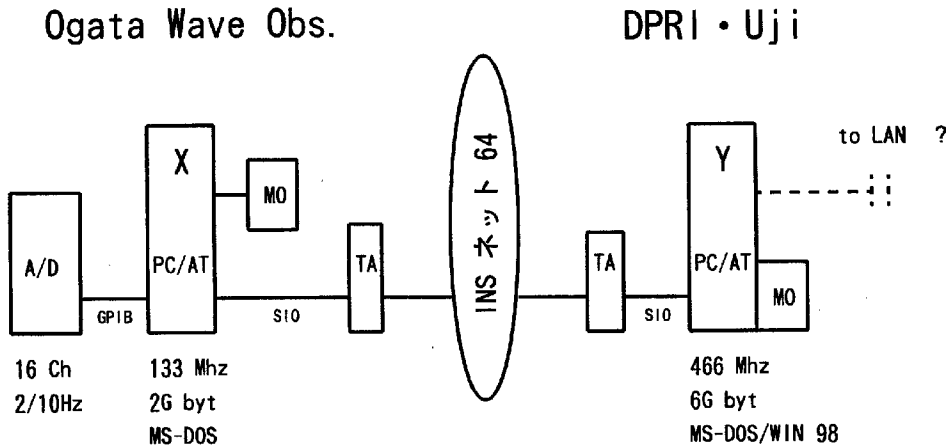 Ogata Wave Obs.
DPRI・Uji
X
MO
A/D
PC/AT
TA
GPIB
SIO
16 Ch
2/10Hz
133 Mhz
2G byt
MS-DOS
INS ネット 64
Y
to LAN ?
TA
PC/AT
MO
SIO
466 Mhz
6G byt
MS-DOS/WIN 98